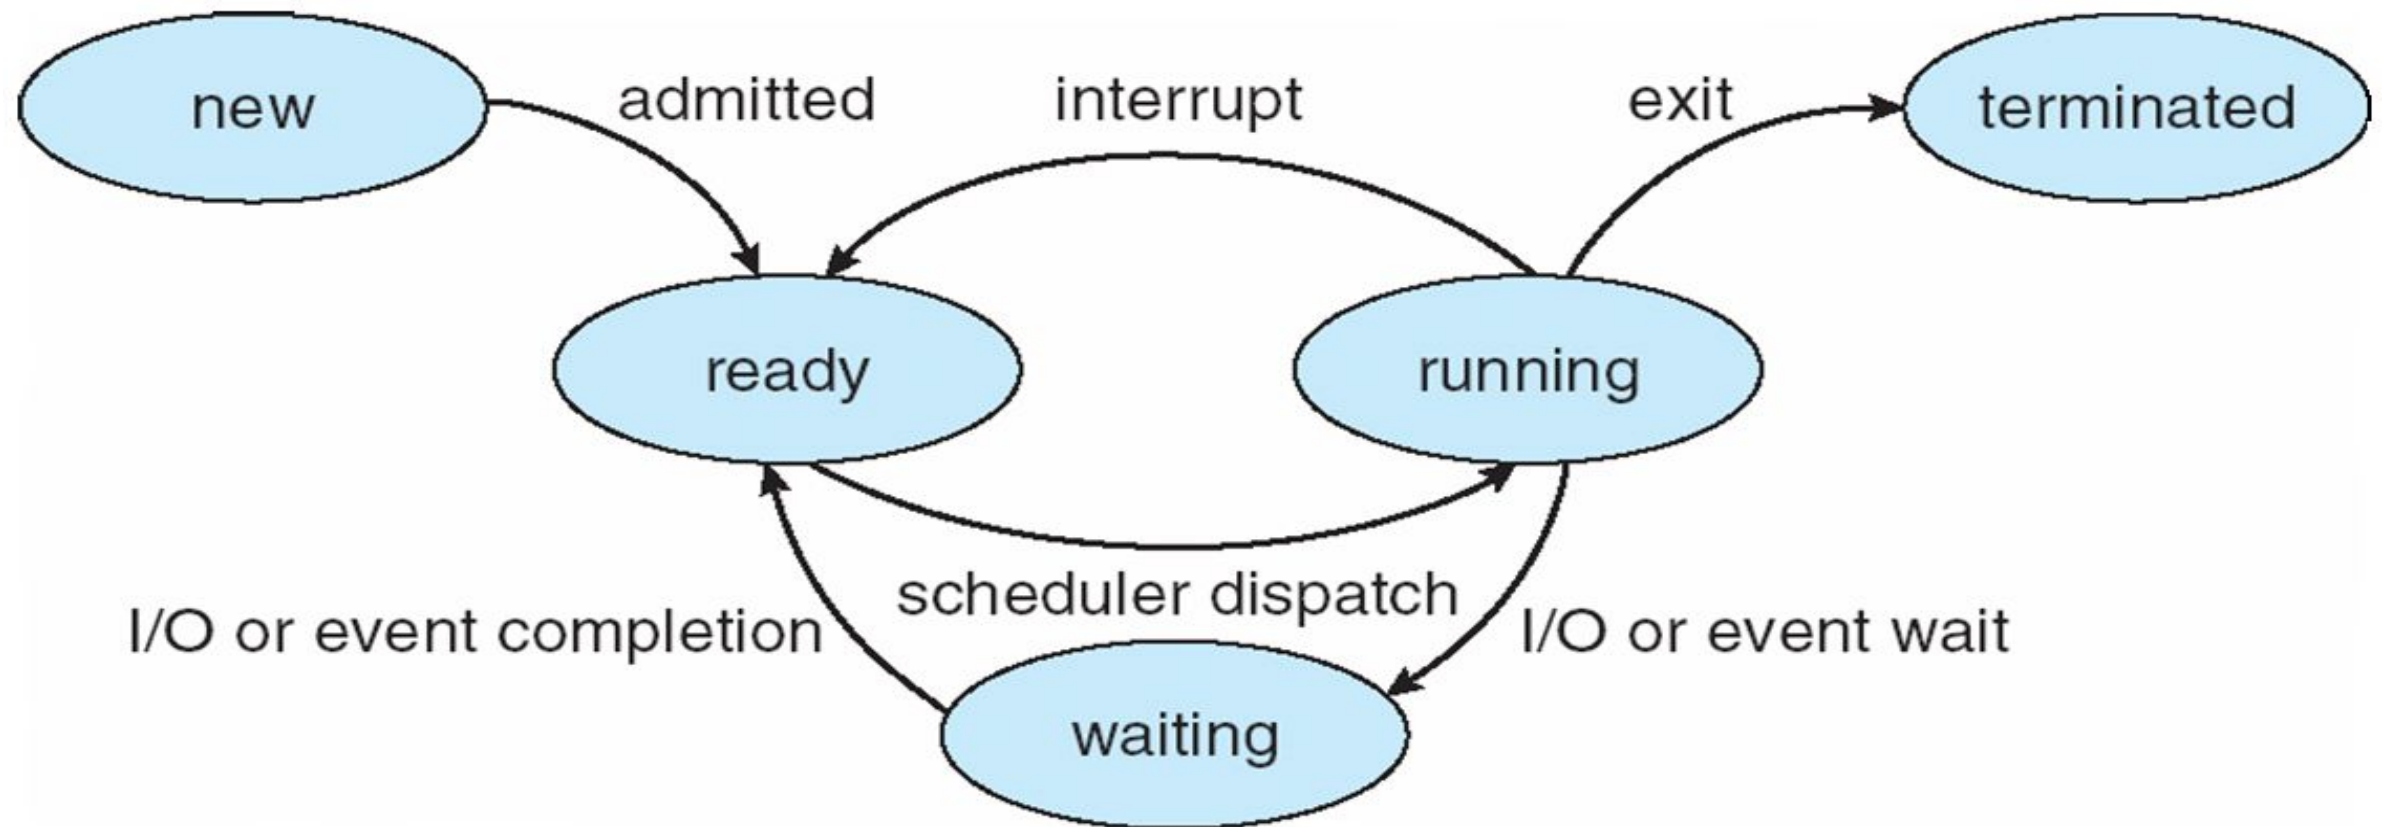 new
admitted
interrupt
exit
terminated
ready
running
scheduler dispatch
I/O or event completion
I/O or event wait
waiting